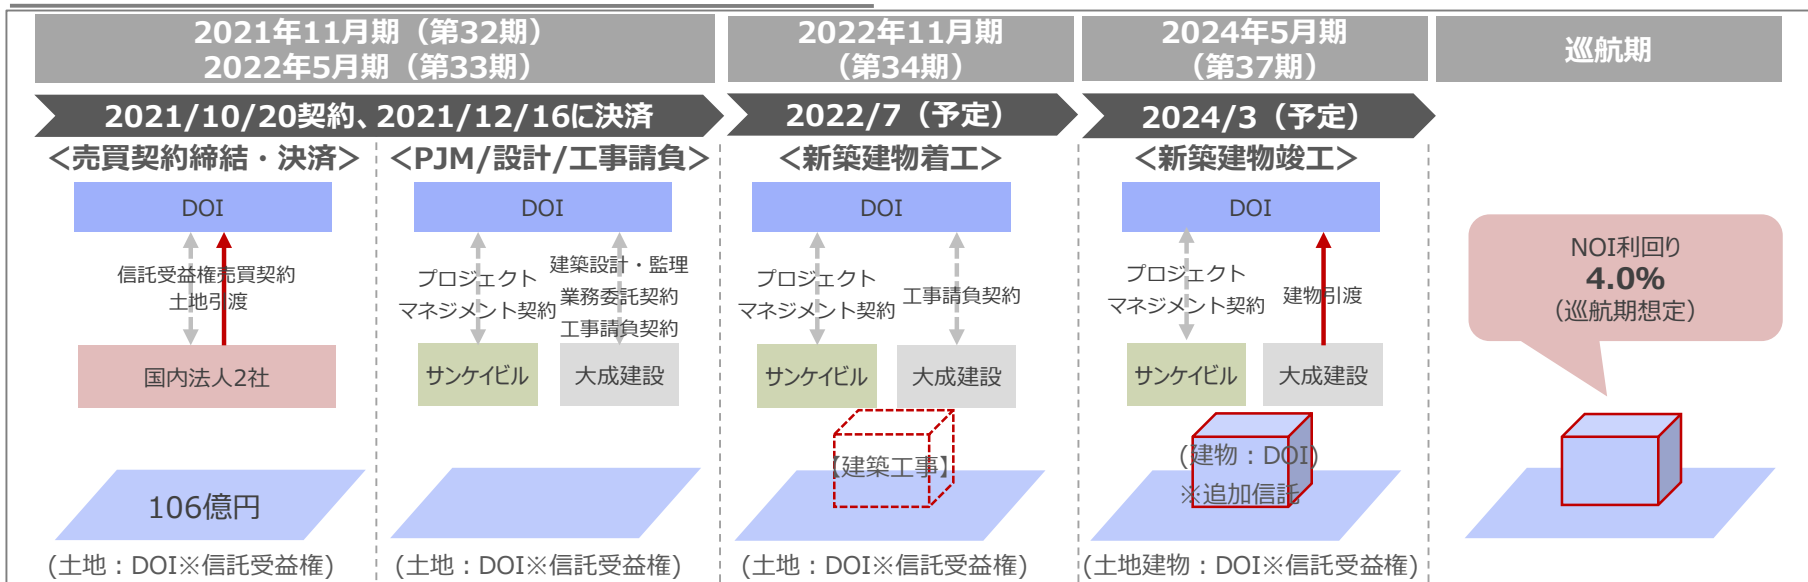 2021年11月期（第32期）
2022年5月期（第33期）
2022年11月期
（第34期）
2024年5月期
（第37期）
巡航期
2021/10/20契約、2021/12/16に決済
2022/7（予定）
2024/3（予定）
＜売買契約締結・決済＞
＜PJM/設計/工事請負＞
＜新築建物着工＞
＜新築建物竣工＞
DOI
信託受益権売買契約
土地引渡
国内法人2社
106億円
(土地：DOI※信託受益権)
DOI
プロジェクト
マネジメント契約
建築設計・監理
業務委託契約
工事請負契約
サンケイビル
大成建設
(土地：DOI※信託受益権)
DOI
プロジェクト
マネジメント契約
工事請負契約
サンケイビル
大成建設
【建築工事】
(土地：DOI※信託受益権)
DOI
プロジェクト
マネジメント契約
建物引渡
サンケイビル
大成建設
(建物：DOI)
※追加信託
(土地建物：DOI※信託受益権)
NOI利回り
4.0%
(巡航期想定)